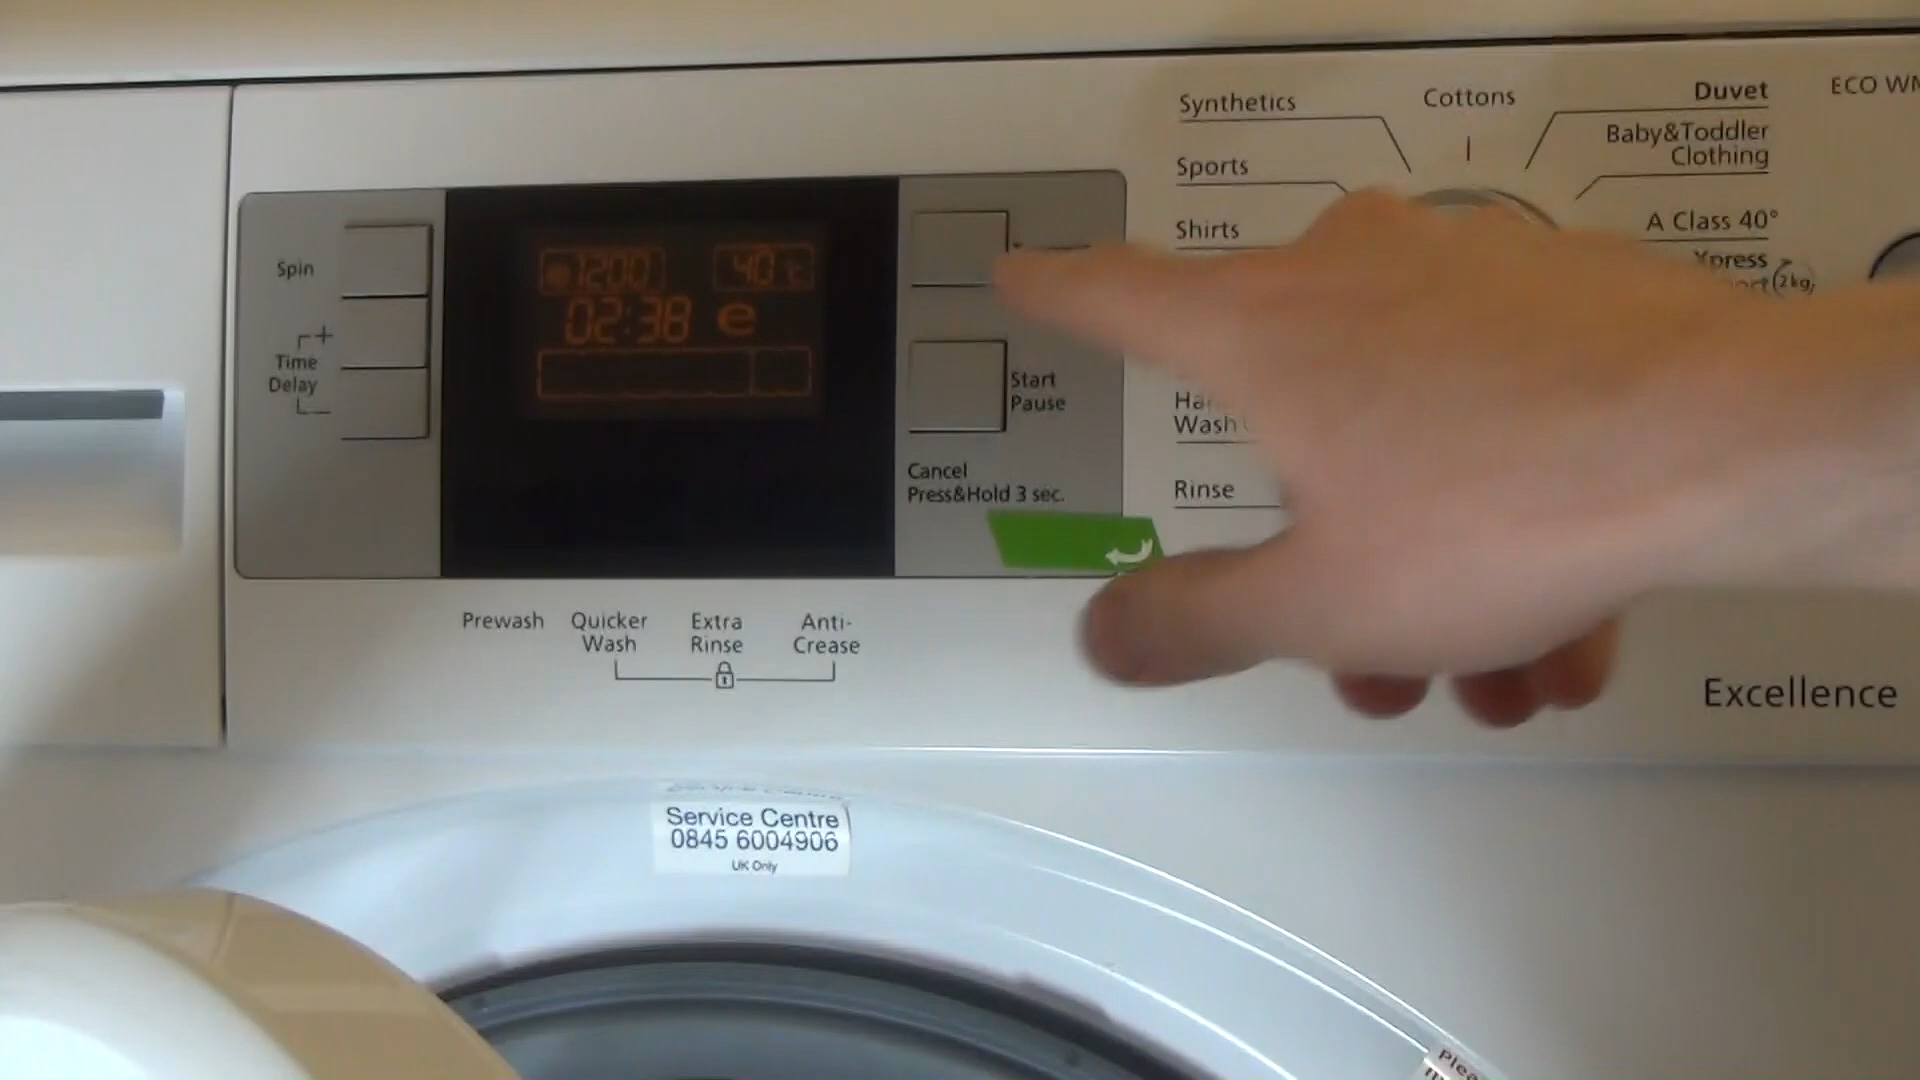 Spin
+
Time
Delay
1200
40 °c
02:38 e
Start
Pause
Cancel
Press&Hold 3 sec.
Prewash
Quicker
Wash
Extra
Rinse
Anti-
Crease
Synthetics
Sports
Shirts
Wash
Rinse
Cottons
Duvet
Baby&Toddler
Clothing
A Class 40°
Xpress
2kg
ECO
Excellence
Service Centre
0845 6004906
UK Only